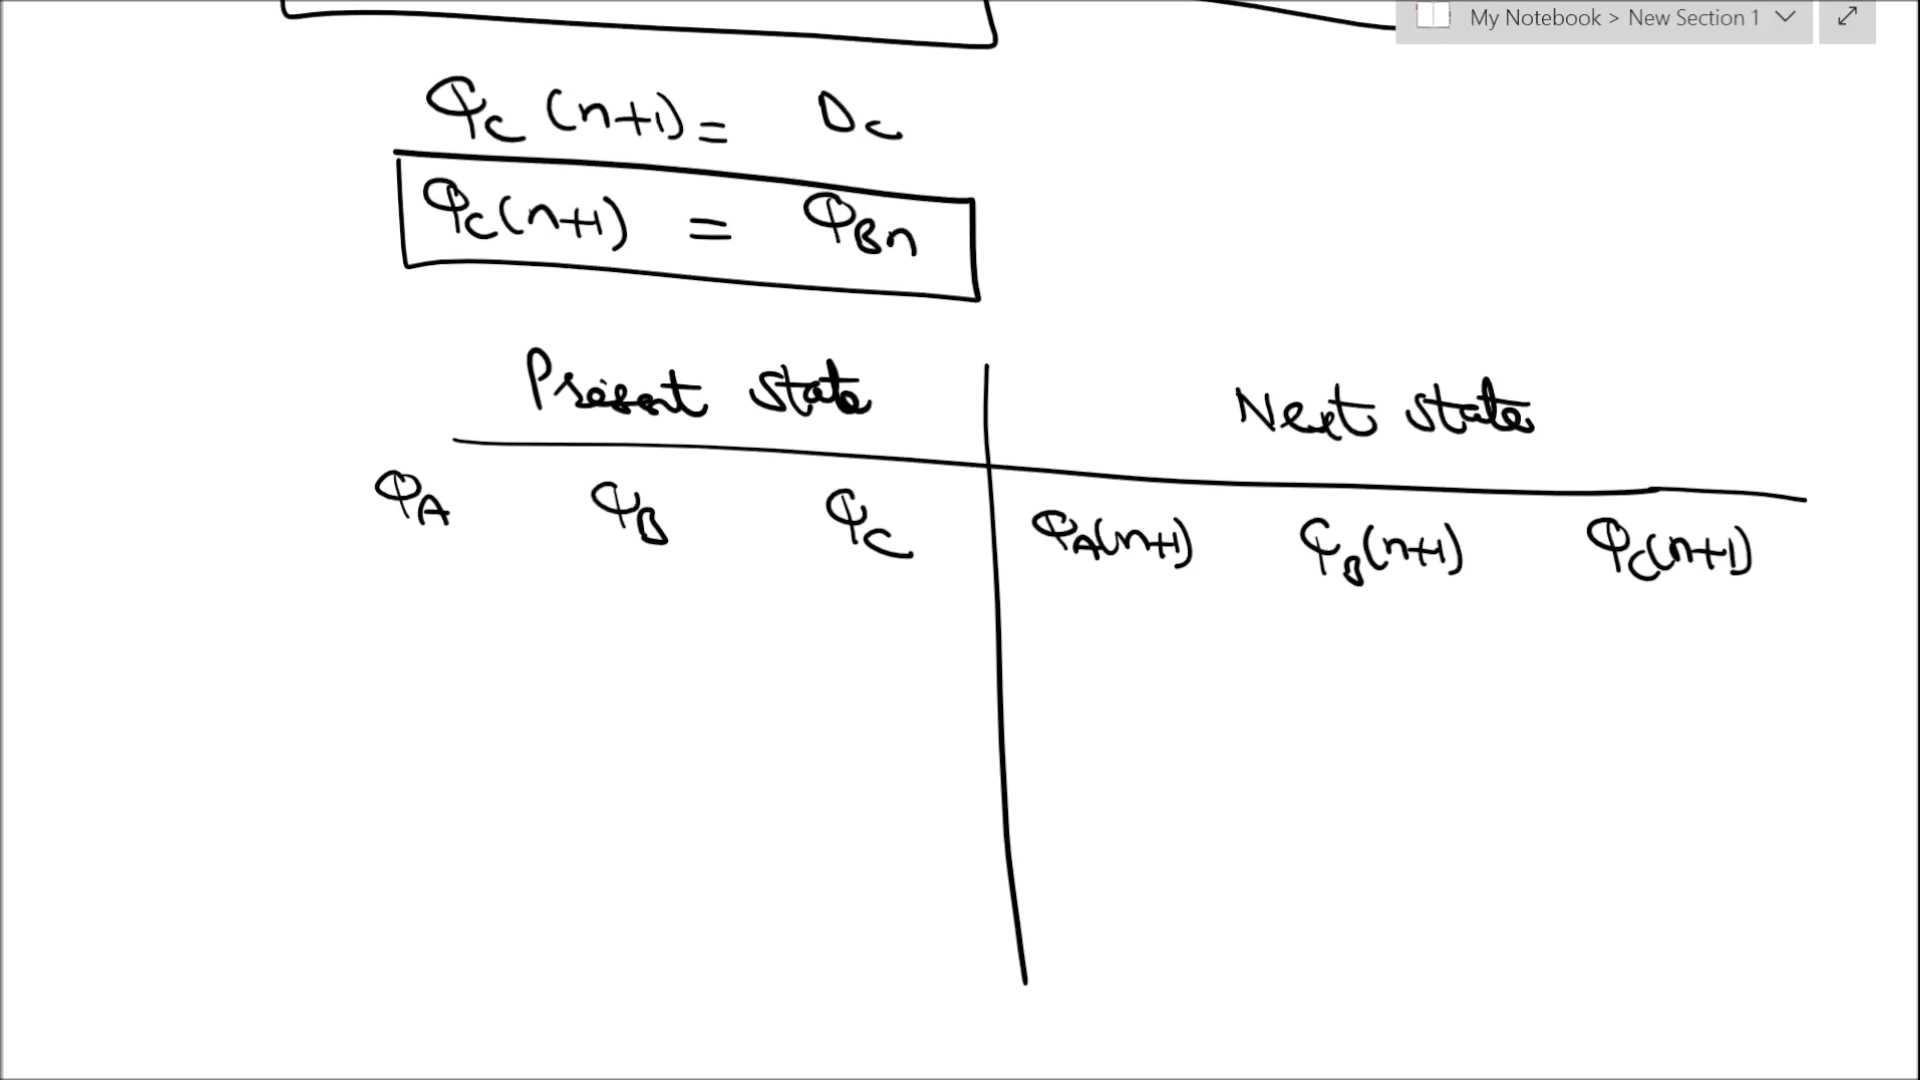 My Notebook > New Section 1
QC (n+1) = DC
QC(n+1) = QBn
Present state Next state
QA QB QC QA(n+1) QB(n+1) QC(n+1)